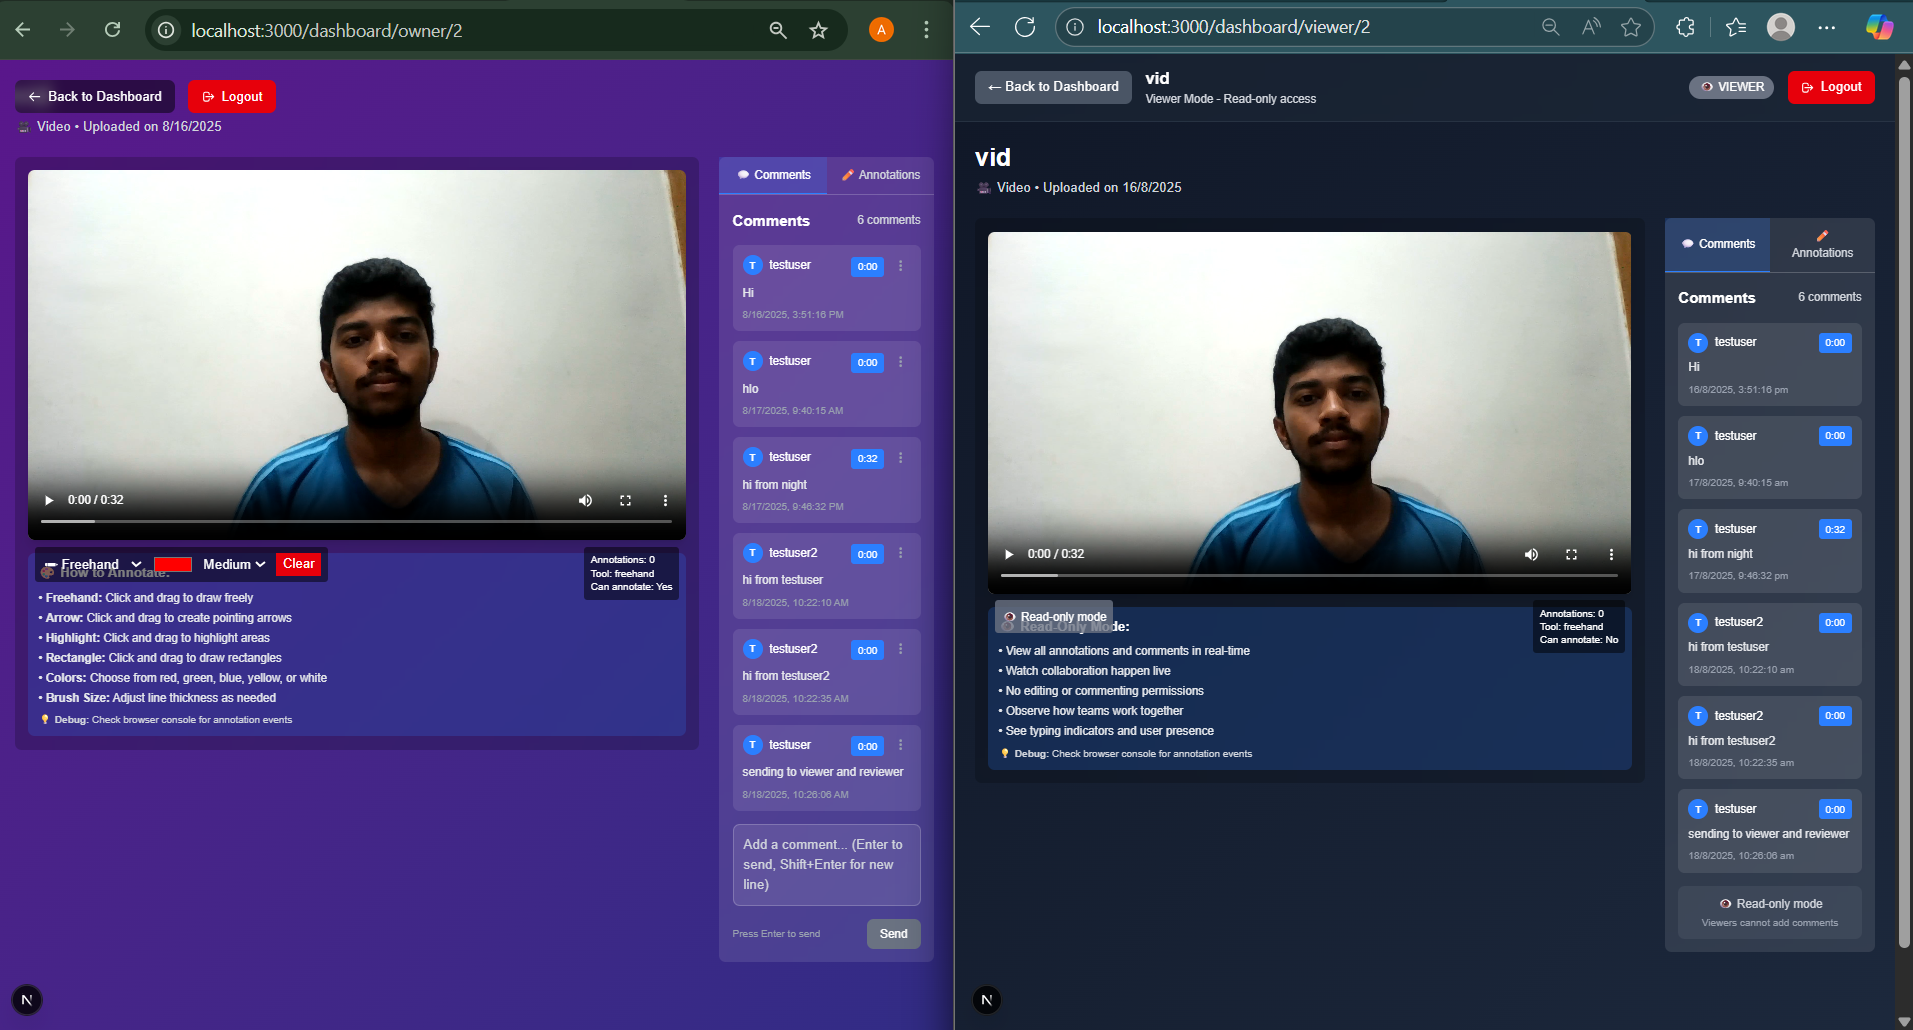 localhost:3000/dashboard/owner/2
A
← Back to Dashboard
Logout
Video • Uploaded on 8/16/2025
0:00 / 0:32
Freehand
Medium
Clear
How to Annotate:
• Freehand: Click and drag to draw freely
• Arrow: Click and drag to create pointing arrows
• Highlight: Click and drag to highlight areas
• Rectangle: Click and drag to draw rectangles
• Colors: Choose from red, green, blue, yellow, or white
• Brush Size: Adjust line thickness as needed
Debug: Check browser console for annotation events
Annotations: 0
Tool: freehand
Can annotate: Yes
Comments
Annotations
Comments
6 comments
T testuser 0:00
Hi
8/16/2025, 3:51:16 PM
T testuser 0:00
hlo
8/17/2025, 9:40:15 AM
T testuser 0:32
hi from night
8/17/2025, 9:46:32 PM
T testuser2 0:00
hi from testuser
8/18/2025, 10:22:10 AM
T testuser2 0:00
hi from testuser2
8/18/2025, 10:22:35 AM
T testuser 0:00
sending to viewer and reviewer
8/18/2025, 10:26:06 AM
Add a comment... (Enter to
send, Shift+Enter for new
line)
Press Enter to send
Send
N
localhost:3000/dashboard/viewer/2
← Back to Dashboard
vid
Viewer Mode - Read-only access
VIEWER
Logout
vid
Video • Uploaded on 16/8/2025
0:00 / 0:32
Read-only mode
Read-Only Mode:
• View all annotations and comments in real-time
• Watch collaboration happen live
• No editing or commenting permissions
• Observe how teams work together
• See typing indicators and user presence
Debug: Check browser console for annotation events
Annotations: 0
Tool: freehand
Can annotate: No
Comments
Annotations
Comments
6 comments
T testuser 0:00
Hi
16/8/2025, 3:51:16 pm
T testuser 0:00
hlo
17/8/2025, 9:40:15 am
T testuser 0:32
hi from night
17/8/2025, 9:46:32 pm
T testuser2 0:00
hi from testuser
18/8/2025, 10:22:10 am
T testuser2 0:00
hi from testuser2
18/8/2025, 10:22:35 am
T testuser 0:00
sending to viewer and reviewer
18/8/2025, 10:26:06 am
Read-only mode
Viewers cannot add comments
N